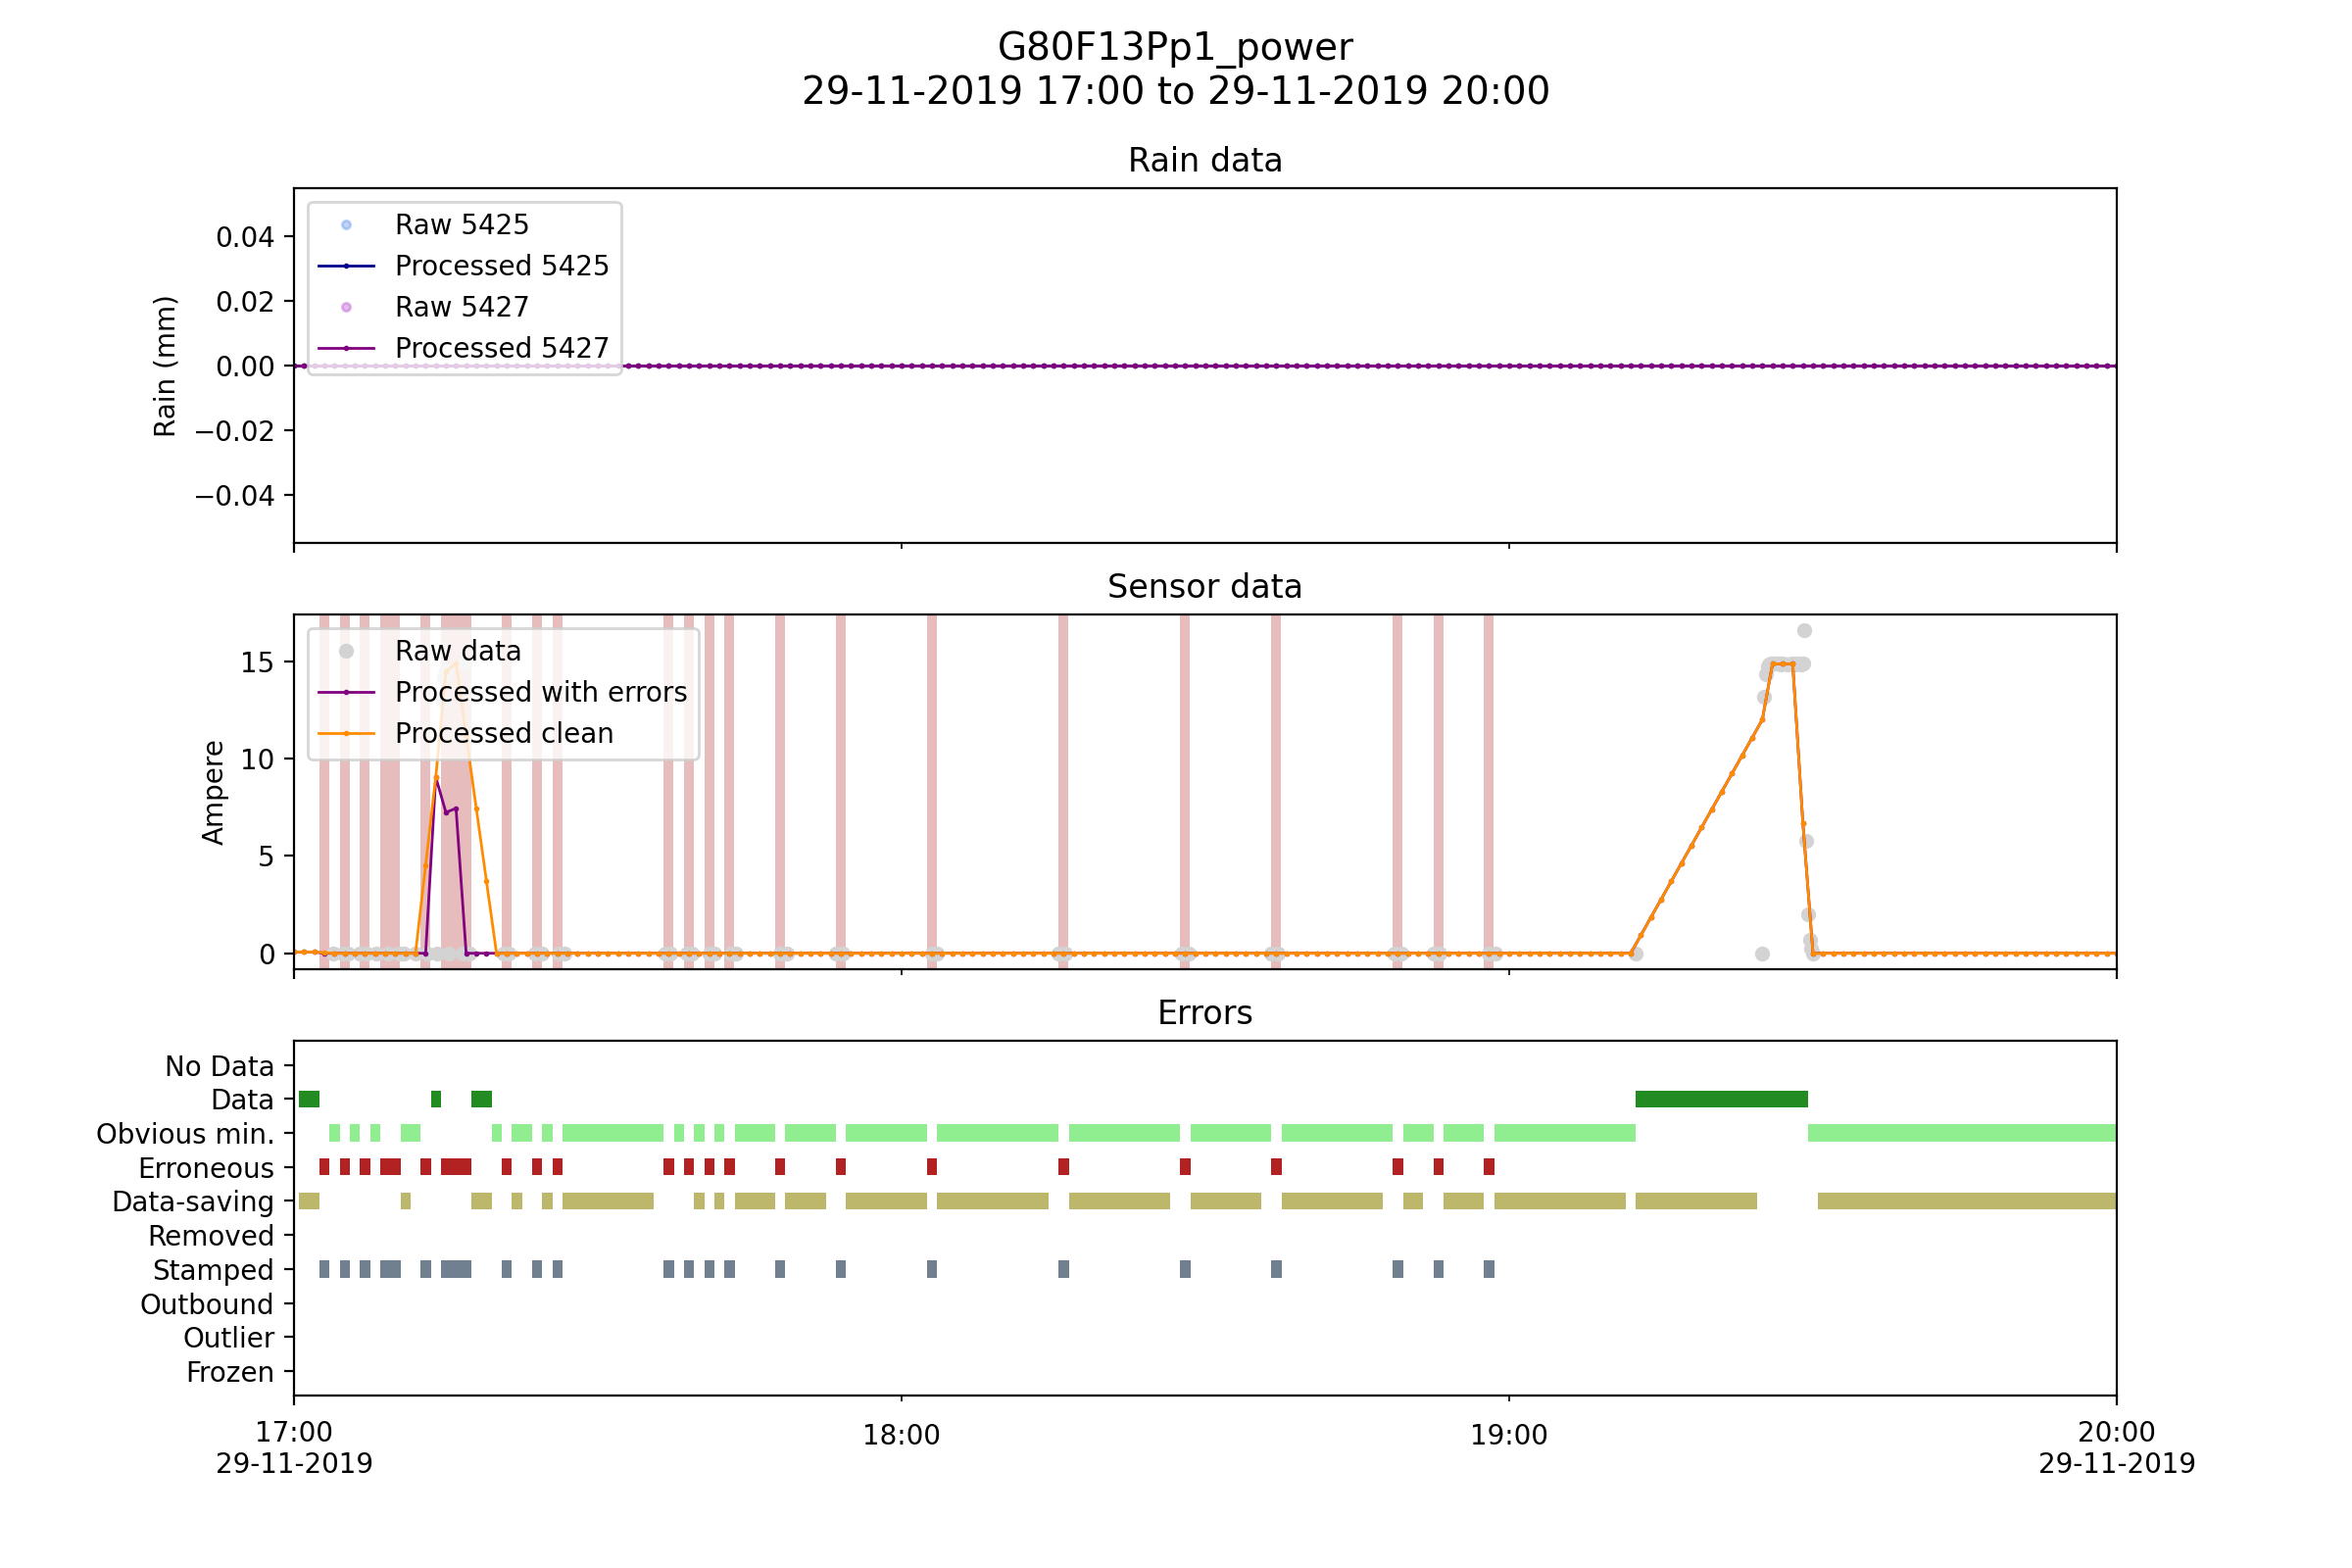 G80F13Pp1_power
29-11-2019 17:00 to 29-11-2019 20:00
Rain data
Rain (mm)
0.04
0.02
0.00
−0.02
−0.04
Raw 5425
Processed 5425
Raw 5427
Processed 5427
Sensor data
Ampere
15
10
5
0
Raw data
Processed with errors
Processed clean
Errors
No Data
Data
Obvious min.
Erroneous
Data-saving
Removed
Stamped
Outbound
Outlier
Frozen
17:00
29-11-2019
18:00
19:00
20:00
29-11-2019